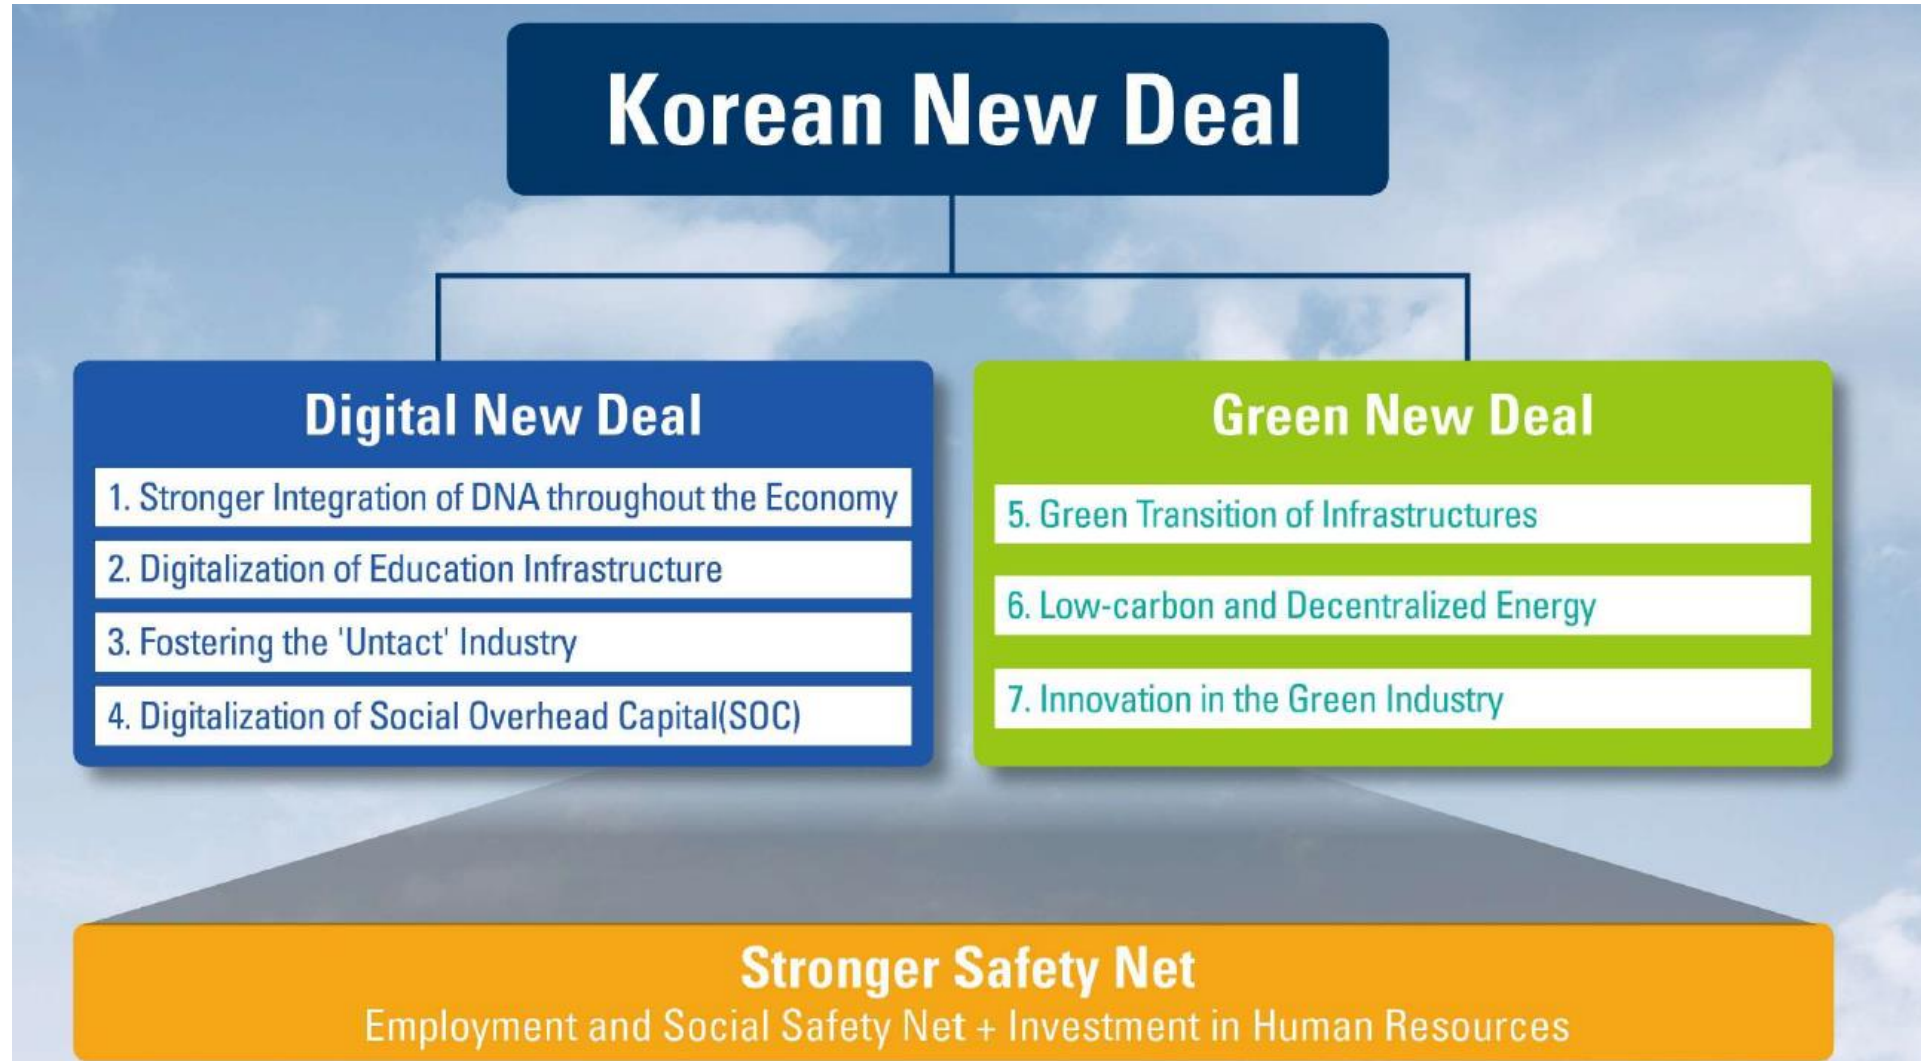 Korean New Deal
Digital New Deal
1. Stronger Integration of DNA throughout the Economy
2. Digitalization of Education Infrastructure
3. Fostering the 'Untact' Industry
4. Digitalization of Social Overhead Capital(SOC)
Green New Deal
5. Green Transition of Infrastructures
6. Low-carbon and Decentralized Energy
7. Innovation in the Green Industry
Stronger Safety Net
Employment and Social Safety Net + Investment in Human Resources